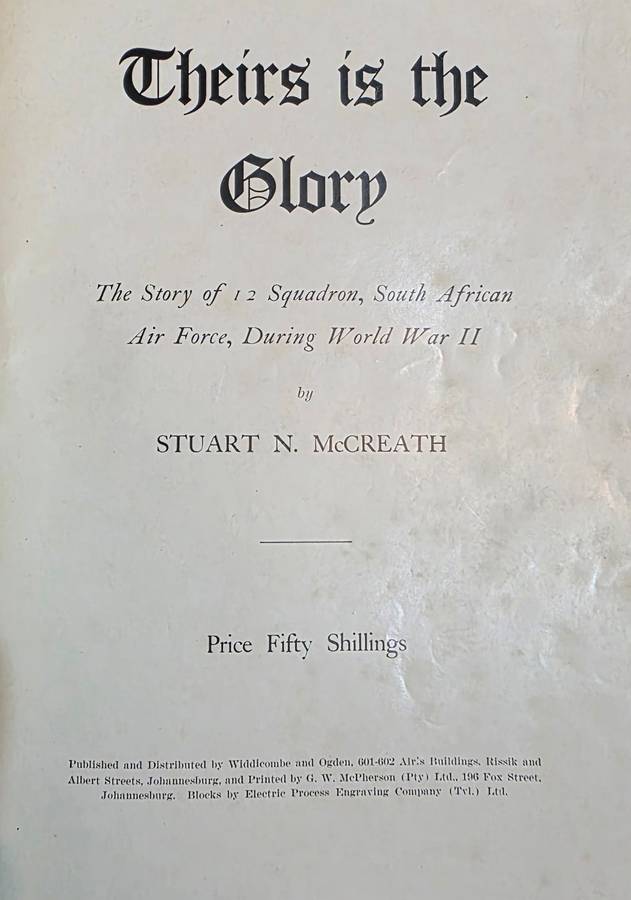 Theirs is the
Glory
The Story of 12 Squadron, South African
Air Force, During World War II
by
STUART N. McCREATH
Price Fifty Shillings
Published and Distributed by Widdicombe and Ogden, 601-602 Buildings, Rissik and
Albert Streets, Johannesburg, and Printed by G. W. McPherson (Pty) Ltd., 196 Fox Street,
Johannesburg. Blocks by Electric Process Engraving Company (Tvl.) Ltd.